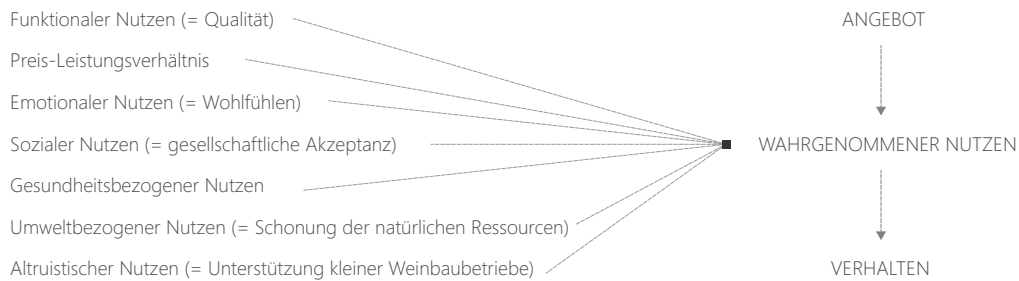 Funktionaler Nutzen (= Qualität)
Preis-Leistungsverhältnis
Emotionaler Nutzen (= Wohlfühlen)
Sozialer Nutzen (= gesellschaftliche Akzeptanz)
Gesundheitsbezogener Nutzen
Umweltbezogener Nutzen (= Schonung der natürlichen Ressourcen)
Altruistischer Nutzen (= Unterstützung kleiner Weinbaubetriebe)
ANGEBOT
WAHRGENOMMENER NUTZEN
VERHALTEN